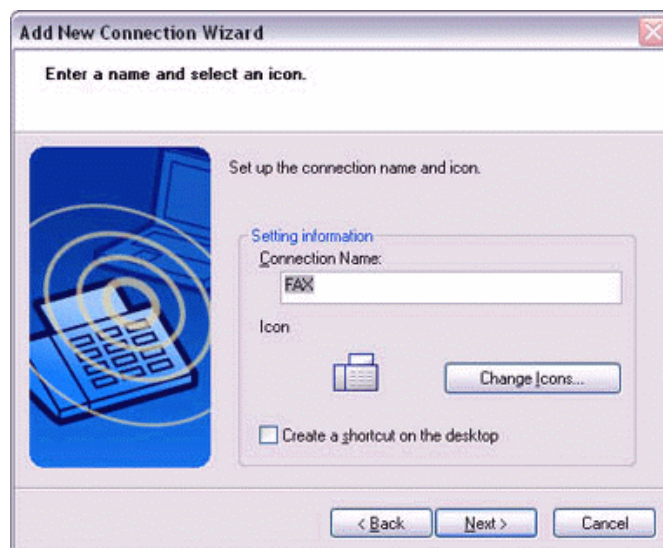 Add New Connection Wizard
Enter a name and select an icon.
Set up the connection name and icon.
Setting information
Connection Name:
FAX
Icon
Change Icons...
Create a shortcut on the desktop
< Back
Next >
Cancel